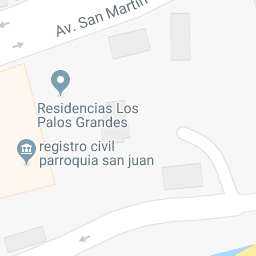 Av. San Martín
Residencias Los
Palos Grandes
registro civil
parroquia san juan